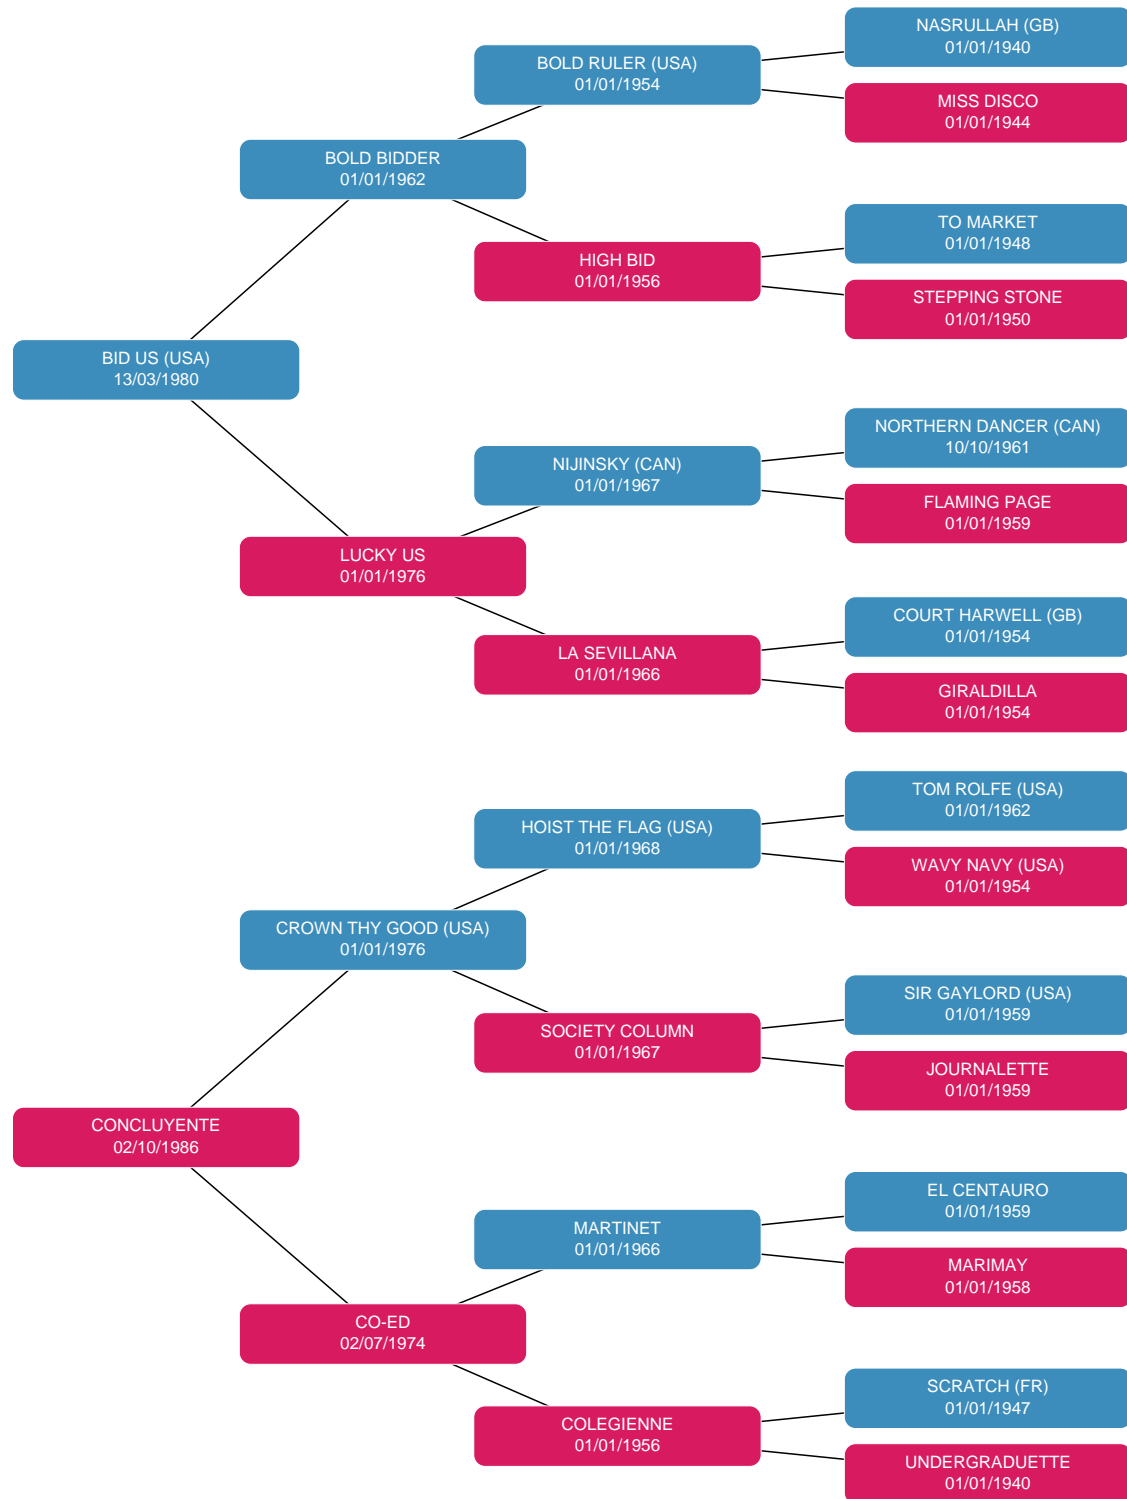 NASRULLAH (GB)
01/01/1940
BOLD RULER (USA)
01/01/1954
MISS DISCO
01/01/1944
BOLD BIDDER
01/01/1962
TO MARKET
01/01/1948
HIGH BID
01/01/1956
STEPPING STONE
01/01/1950
BID US (USA)
13/03/1980
NORTHERN DANCER (CAN)
10/10/1961
NIJINSKY (CAN)
01/01/1967
FLAMING PAGE
01/01/1959
LUCKY US
01/01/1976
COURT HARWELL (GB)
01/01/1954
LA SEVILLANA
01/01/1966
GIRALDILLA
01/01/1954
TOM ROLFE (USA)
01/01/1962
HOIST THE FLAG (USA)
01/01/1968
WAVY NAVY (USA)
01/01/1954
CROWN THY GOOD (USA)
01/01/1976
SIR GAYLORD (USA)
01/01/1959
SOCIETY COLUMN
01/01/1967
JOURNALETTE
01/01/1959
CONCLUYENTE
02/10/1986
EL CENTAURO
01/01/1959
MARTINET
01/01/1966
MARIMAY
01/01/1958
CO-ED
02/07/1974
SCRATCH (FR)
01/01/1947
COLEGIENNE
01/01/1956
UNDERGRADUETTE
01/01/1940